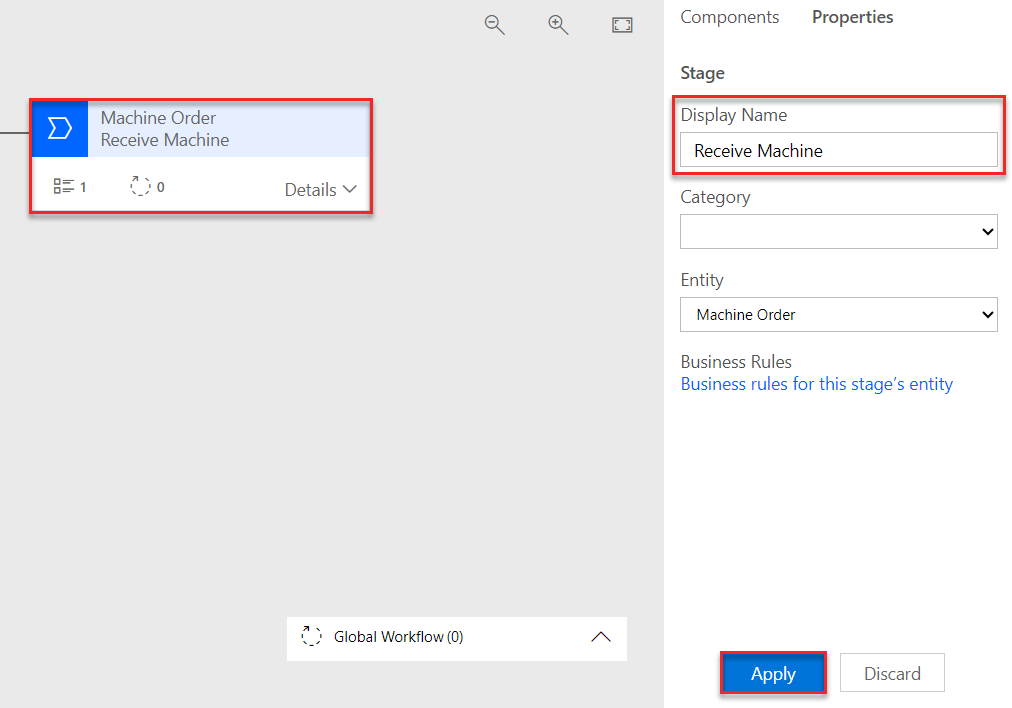 Components Properties
Stage
Machine Order
Receive Machine
1 0 Details
Display Name
Receive Machine
Category
Entity
Machine Order
Business Rules
Business rules for this stage's entity
Global Workflow (0)
Apply Discard